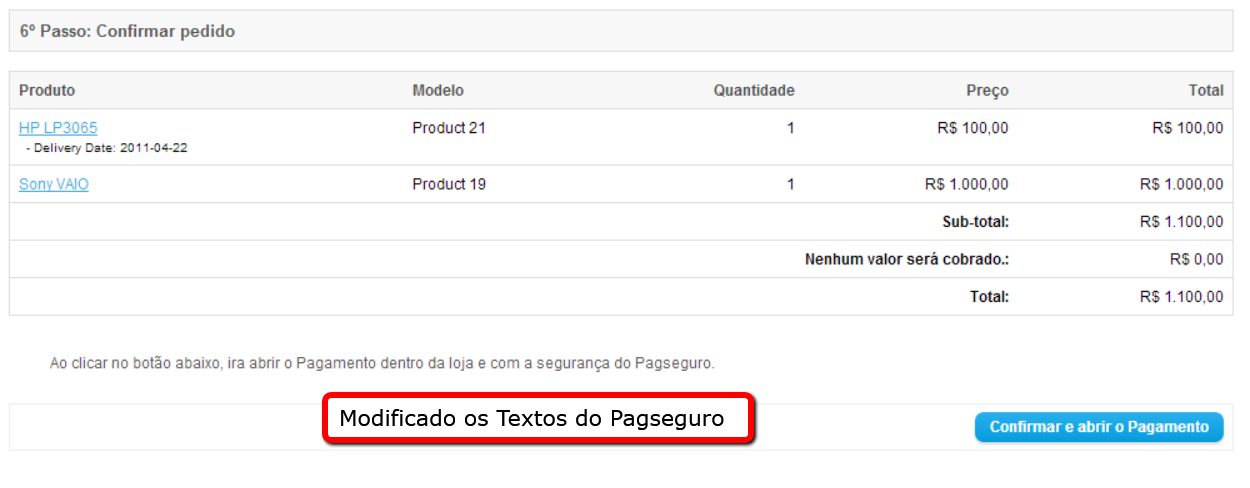 6º Passo: Confirmar pedido
Produto Modelo Quantidade Preço Total
HP LP3065 Product 21 1 R$ 100,00 R$ 100,00
- Delivery Date: 2011-04-22
Sony VAIO Product 19 1 R$ 1.000,00 R$ 1.000,00
Sub-total: R$ 1.100,00
Nenhum valor será cobrado.: R$ 0,00
Total: R$ 1.100,00
Ao clicar no botão abaixo, ira abrir o Pagamento dentro da loja e com a segurança do Pagseguro.
Modificado os Textos do Pagseguro
Confirmar e abrir o Pagamento